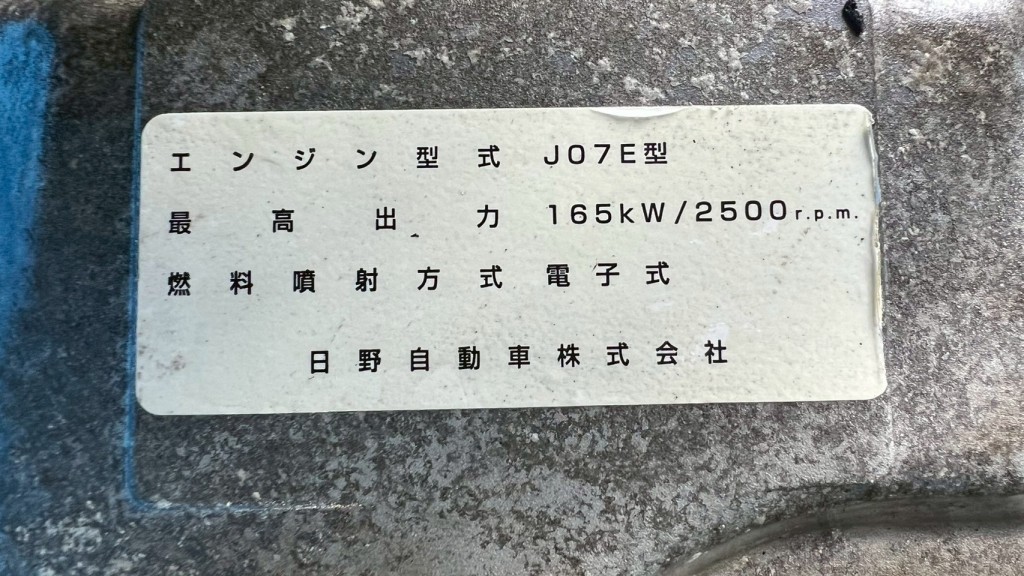 エンジン型式 J07E型
最高出力 165kW/2500r.p.m.
燃料噴射方式 電子式
日野自動車株式会社